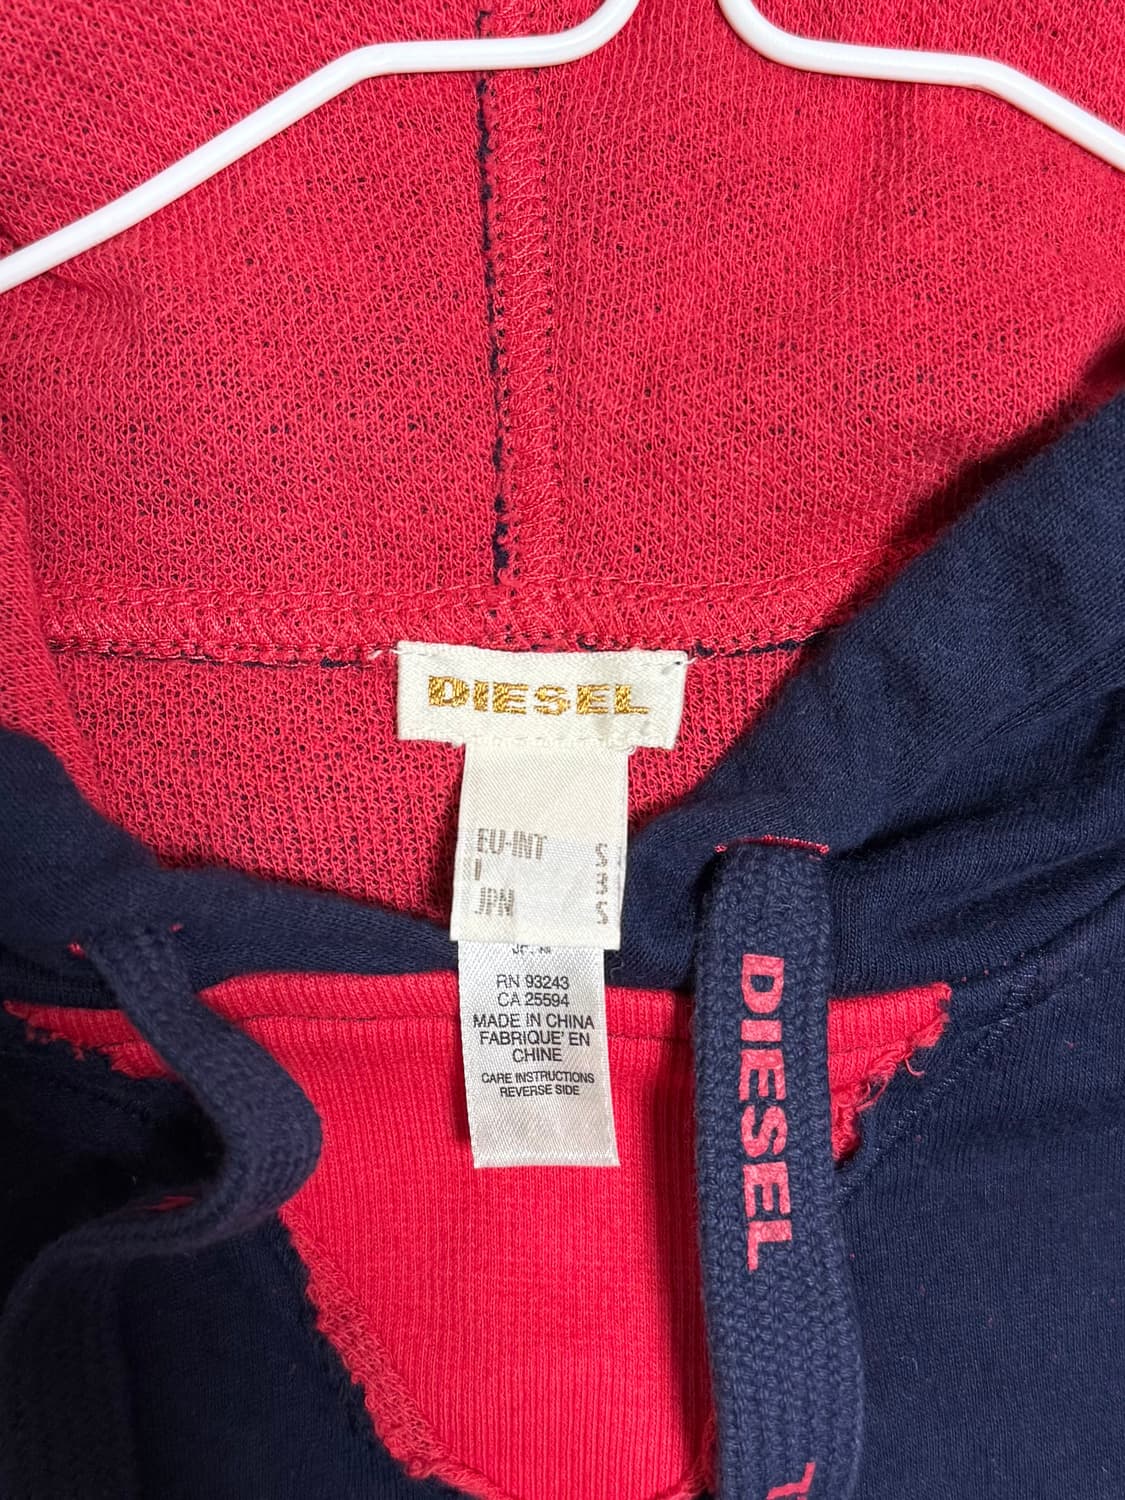 DIESEL
EU-INT S
I 3
JPN S
RN 93243
CA 25594
MADE IN CHINA
FABRIQUE' EN
CHINE
CARE INSTRUCTIONS
REVERSE SIDE
DIESEL